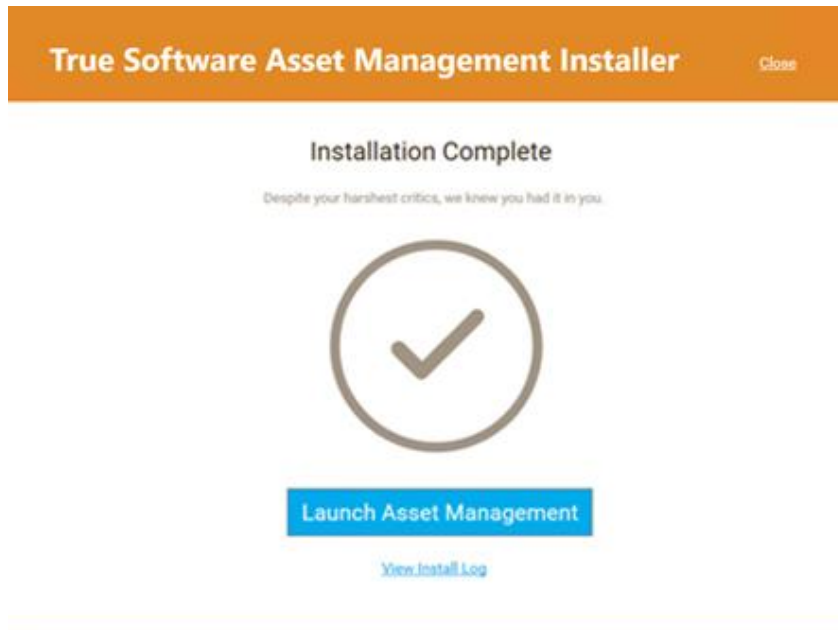 True Software Asset Management Installer
Close
Installation Complete
Despite your harshest critics, we knew you had it in you.
Launch Asset Management
View Install Log